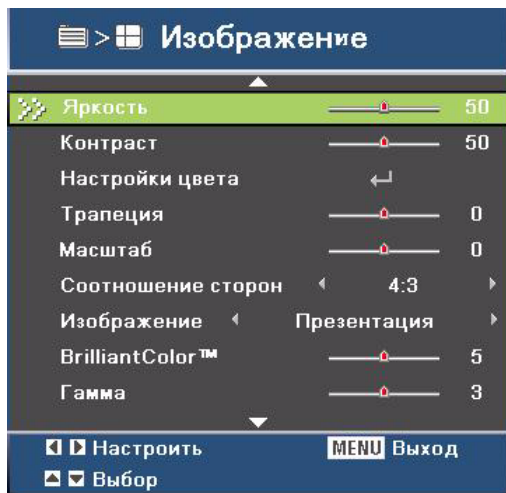 > Изображение
Яркость 50
Контраст 50
Настройки цвета
Трапеция 0
Масштаб 0
Соотношение сторон 4:3
Изображение Презентация
BrilliantColor™ 5
Гамма 3
Настроить MENU Выход
Выбор